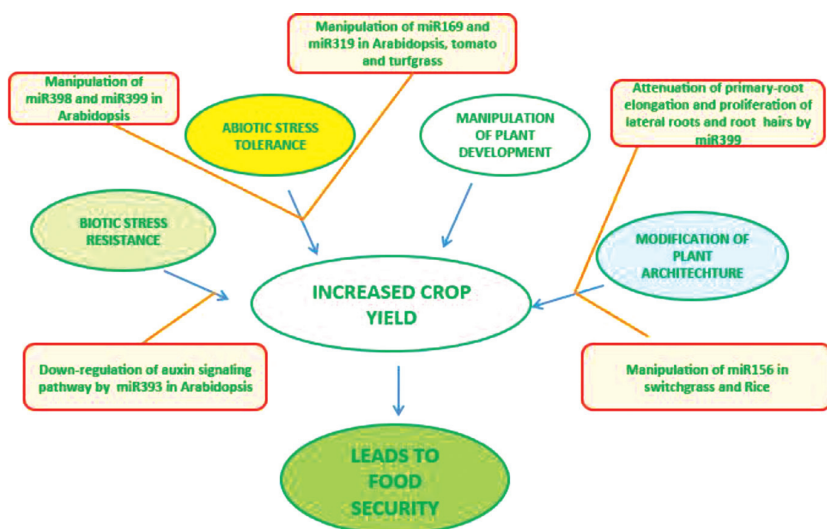 Manipulation of miR169 and
miR319 in Arabidopsis, tomato
and turfgrass
Manipulation of
miR398 and miR399 in
Arabidopsis
Attenuation of primary-root
elongation and proliferation of
lateral roots and root hairs by
miR399
ABIOTIC STRESS
TOLERANCE
MANIPULATION
OF PLANT
DEVELOPMENT
BIOTIC STRESS
RESISTANCE
MODIFICATION OF
PLANT
ARCHITECHTURE
INCREASED CROP
YIELD
Down-regulation of auxin signaling
pathway by miR393 in Arabidopsis
Manipulation of miR156 in
switchgrass and Rice
LEADS TO
FOOD
SECURITY